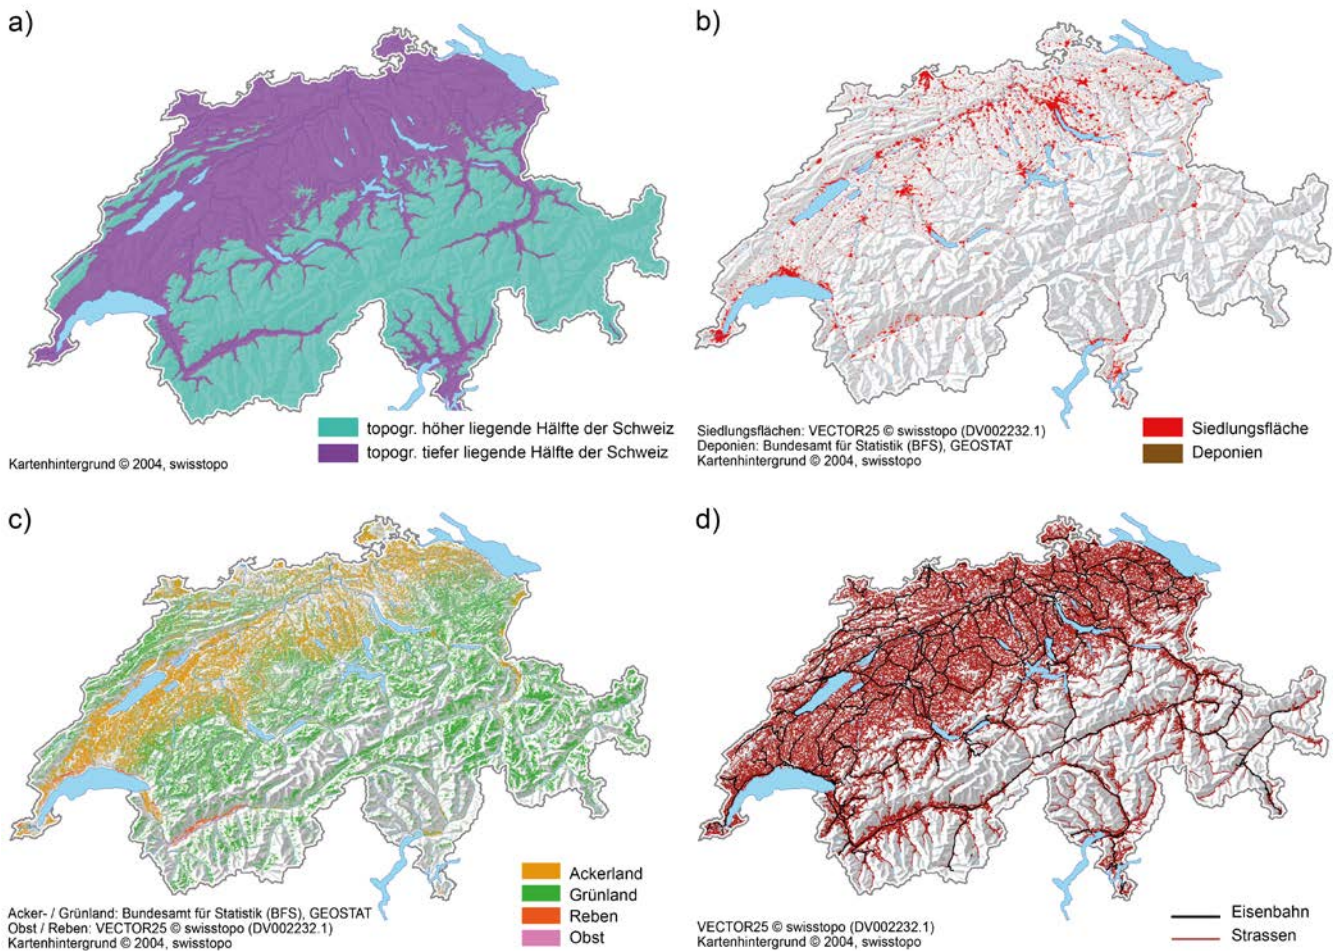 a)
topogr. höher liegende Hälfte der Schweiz
topogr. tiefer liegende Hälfte der Schweiz
Kartenhintergrund © 2004, swisstopo
b)
Siedlungsflächen: VECTOR25 © swisstopo (DV002232.1)
Deponien: Bundesamt für Statistik (BFS), GEOSTAT
Kartenhintergrund © 2004, swisstopo
Siedlungsfläche
Deponien
c)
Ackerland
Grünland
Reben
Obst
Acker- / Grünland: Bundesamt für Statistik (BFS), GEOSTAT
Obst / Reben: VECTOR25 © swisstopo (DV002232.1)
Kartenhintergrund © 2004, swisstopo
d)
VECTOR25 © swisstopo (DV002232.1)
Kartenhintergrund © 2004, swisstopo
Eisenbahn
Strassen